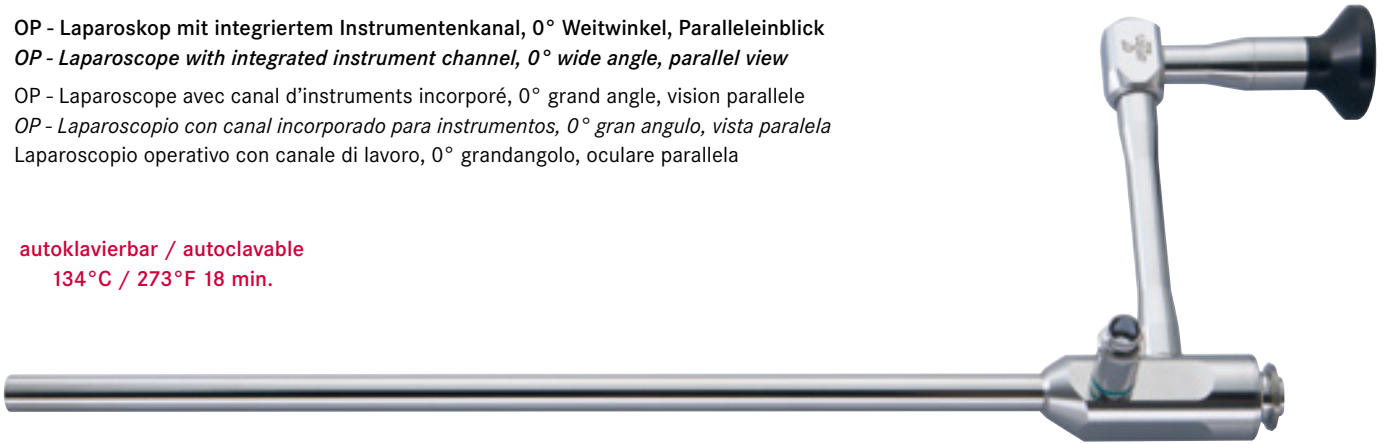 OP - Laparoskop mit integriertem Instrumentenkanal, 0° Weitwinkel, Paralleleinblick
OP - Laparoscope with integrated instrument channel, 0° wide angle, parallel view
OP - Laparoscope avec canal d’instruments incorporé, 0° grand angle, vision parallele
OP - Laparoscopio con canal incorporado para instrumentos, 0° gran angulo, vista paralela
Laparoscopio operativo con canale di lavoro, 0° grandangolo, oculare parallela
autoklavierbar / autoclavable
134°C / 273°F 18 min.